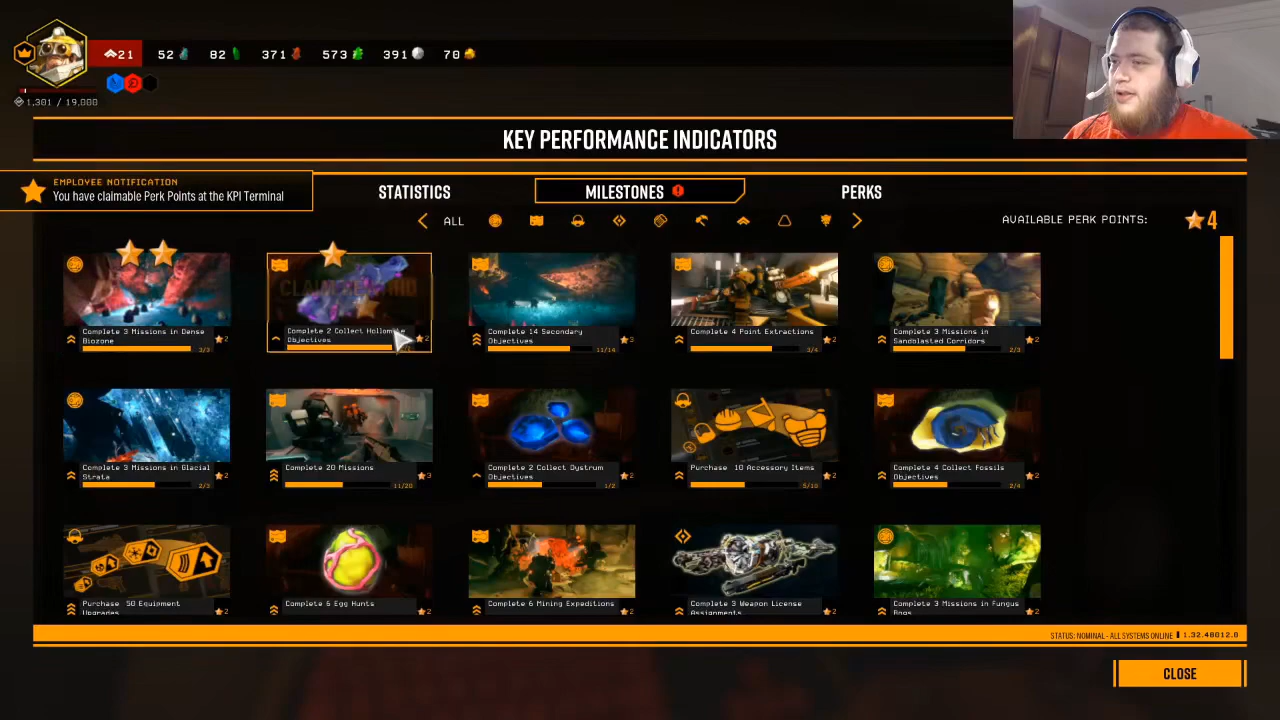 21 52 82 371 573 391 70
1,301 / 19,000
KEY PERFORMANCE INDICATORS
EMPLOYEE NOTIFICATION
You have claimable Perk Points at the KPI Terminal
STATISTICS MILESTONES PERKS
ALL
AVAILABLE PERK POINTS: 4
Complete 3 Missions in Dense
Biozone
2
3/3
Complete 2 Collect Hollomite
Objectives
2
Complete 14 Secondary
Objectives
3
11/14
Complete 4 Point Extractions
2
3/4
Complete 3 Missions in
Sandblasted Corridors
2
2/3
Complete 3 Missions in Glacial
Strata
2
2/3
Complete 20 Missions
3
11/20
Complete 2 Collect Dystrum
Objectives
2
1/2
Purchase 10 Accessory Items
2
5/10
Complete 4 Collect Fossils
Objectives
2
2/4
Purchase 50 Equipment
Upgrades
2
Complete 6 Egg Hunts
2
Complete 6 Mining Expeditions
2
Complete 3 Weapon License
Assignments
2
Complete 3 Missions in Fungus
Bogs
2
STATUS: NOMINAL - ALL SYSTEMS ONLINE 1.32.48012.0
CLOSE